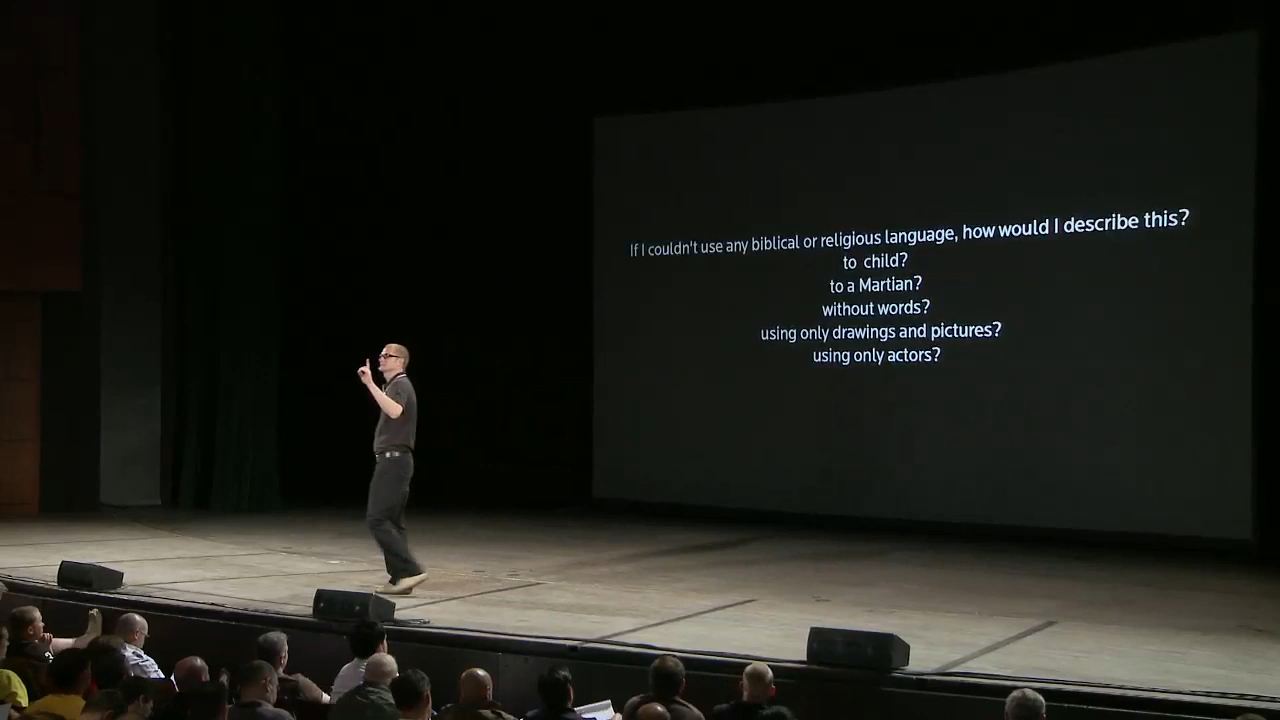 If I couldn't use any biblical or religious language, how would I describe this?
to child?
to a Martian?
without words?
using only drawings and pictures?
using only actors?